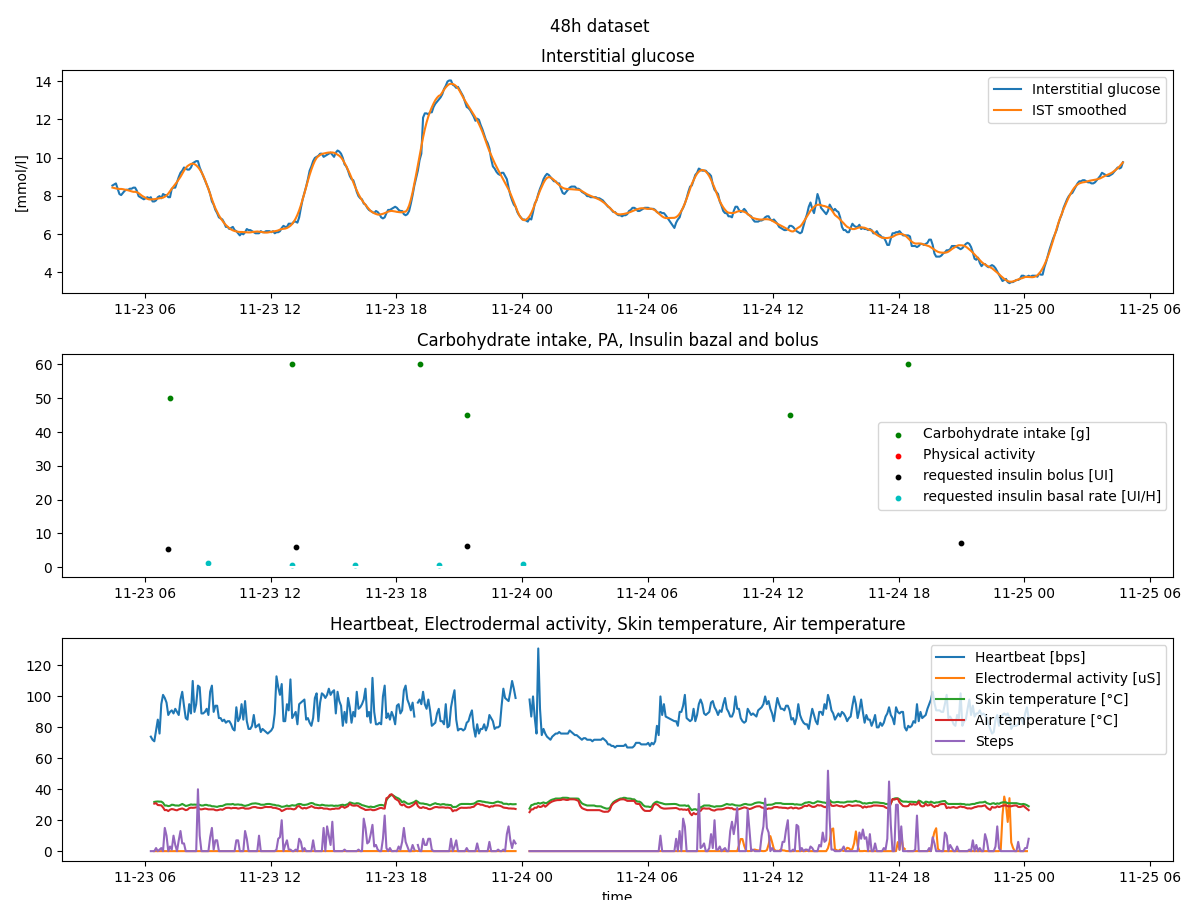 48h dataset
Interstitial glucose
[mmol/l]
14
12
10
8
6
4
Interstitial glucose
IST smoothed
11-23 06 11-23 12 11-23 18 11-24 00 11-24 06 11-24 12 11-24 18 11-25 00 11-25 06
Carbohydrate intake, PA, Insulin bazal and bolus
60
50
40
30
20
10
0
Carbohydrate intake [g]
Physical activity
requested insulin bolus [UI]
requested insulin basal rate [UI/H]
11-23 06 11-23 12 11-23 18 11-24 00 11-24 06 11-24 12 11-24 18 11-25 00 11-25 06
Heartbeat, Electrodermal activity, Skin temperature, Air temperature
120
100
80
60
40
20
0
Heartbeat [bps]
Electrodermal activity [uS]
Skin temperature [°C]
Air temperature [°C]
Steps
11-23 06 11-23 12 11-23 18 11-24 00 11-24 06 11-24 12 11-24 18 11-25 00 11-25 06
time